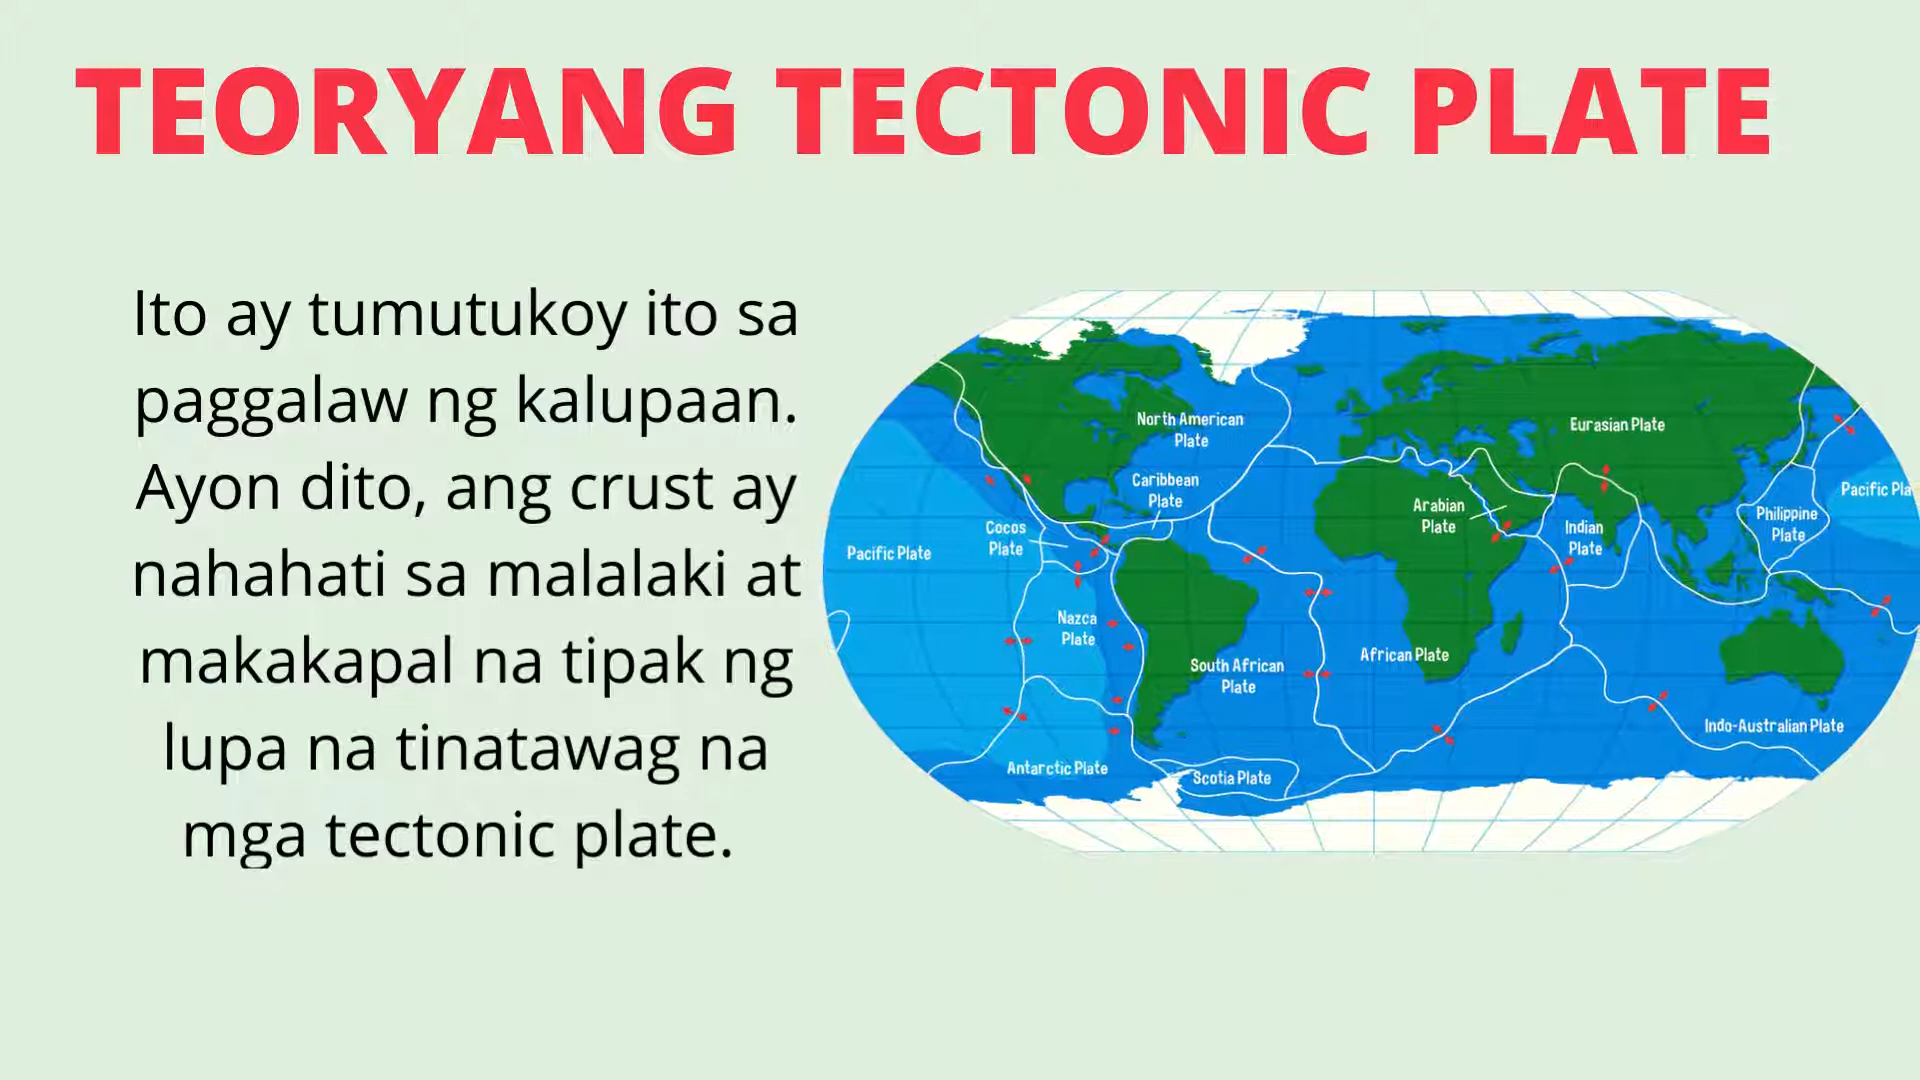 TEORYANG TECTONIC PLATE
Ito ay tumutukoy ito sa
paggalaw ng kalupaan.
Ayon dito, ang crust ay
nahahati sa malalaki at
makakapal na tipak ng
lupa na tinatawag na
mga tectonic plate.
North American
Plate
Eurasian Plate
Caribbean
Plate
Arabian
Plate
Pacific Pla
Cocos
Plate
Indian
Plate
Philippine
Plate
Pacific Plate
Nazca
Plate
South African
Plate
African Plate
Indo-Australian Plate
Antarctic Plate
Scotia Plate